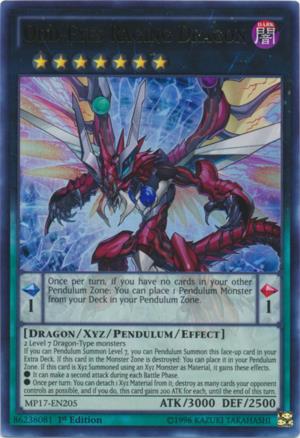 Odd-Eyes Raging Dragon
DARK
闇
Once per turn, if you have no cards in your other
Pendulum Zone: You can place 1 Pendulum Monster
from your Deck in your Pendulum Zone.
1
1
[DRAGON/XYZ/PENDULUM/EFFECT]
2 Level 7 Dragon-Type monsters
If you can Pendulum Summon Level 7, you can Pendulum Summon this face-up card in your
Extra Deck. If this card in the Monster Zone is destroyed: You can place it in your Pendulum
Zone. If this card is Xyz Summoned using an Xyz Monster as Material, it gains these effects.
● It can make a second attack during each Battle Phase.
● Once per turn: You can detach 1 Xyz Material from it, destroy as many cards your opponent
controls as possible, and if you do, this card gains 200 ATK for each, until the end of this turn.
MP17-EN205
ATK/3000 DEF/2500
86238081
1st Edition
©1996 KAZUKI TAKAHASHI